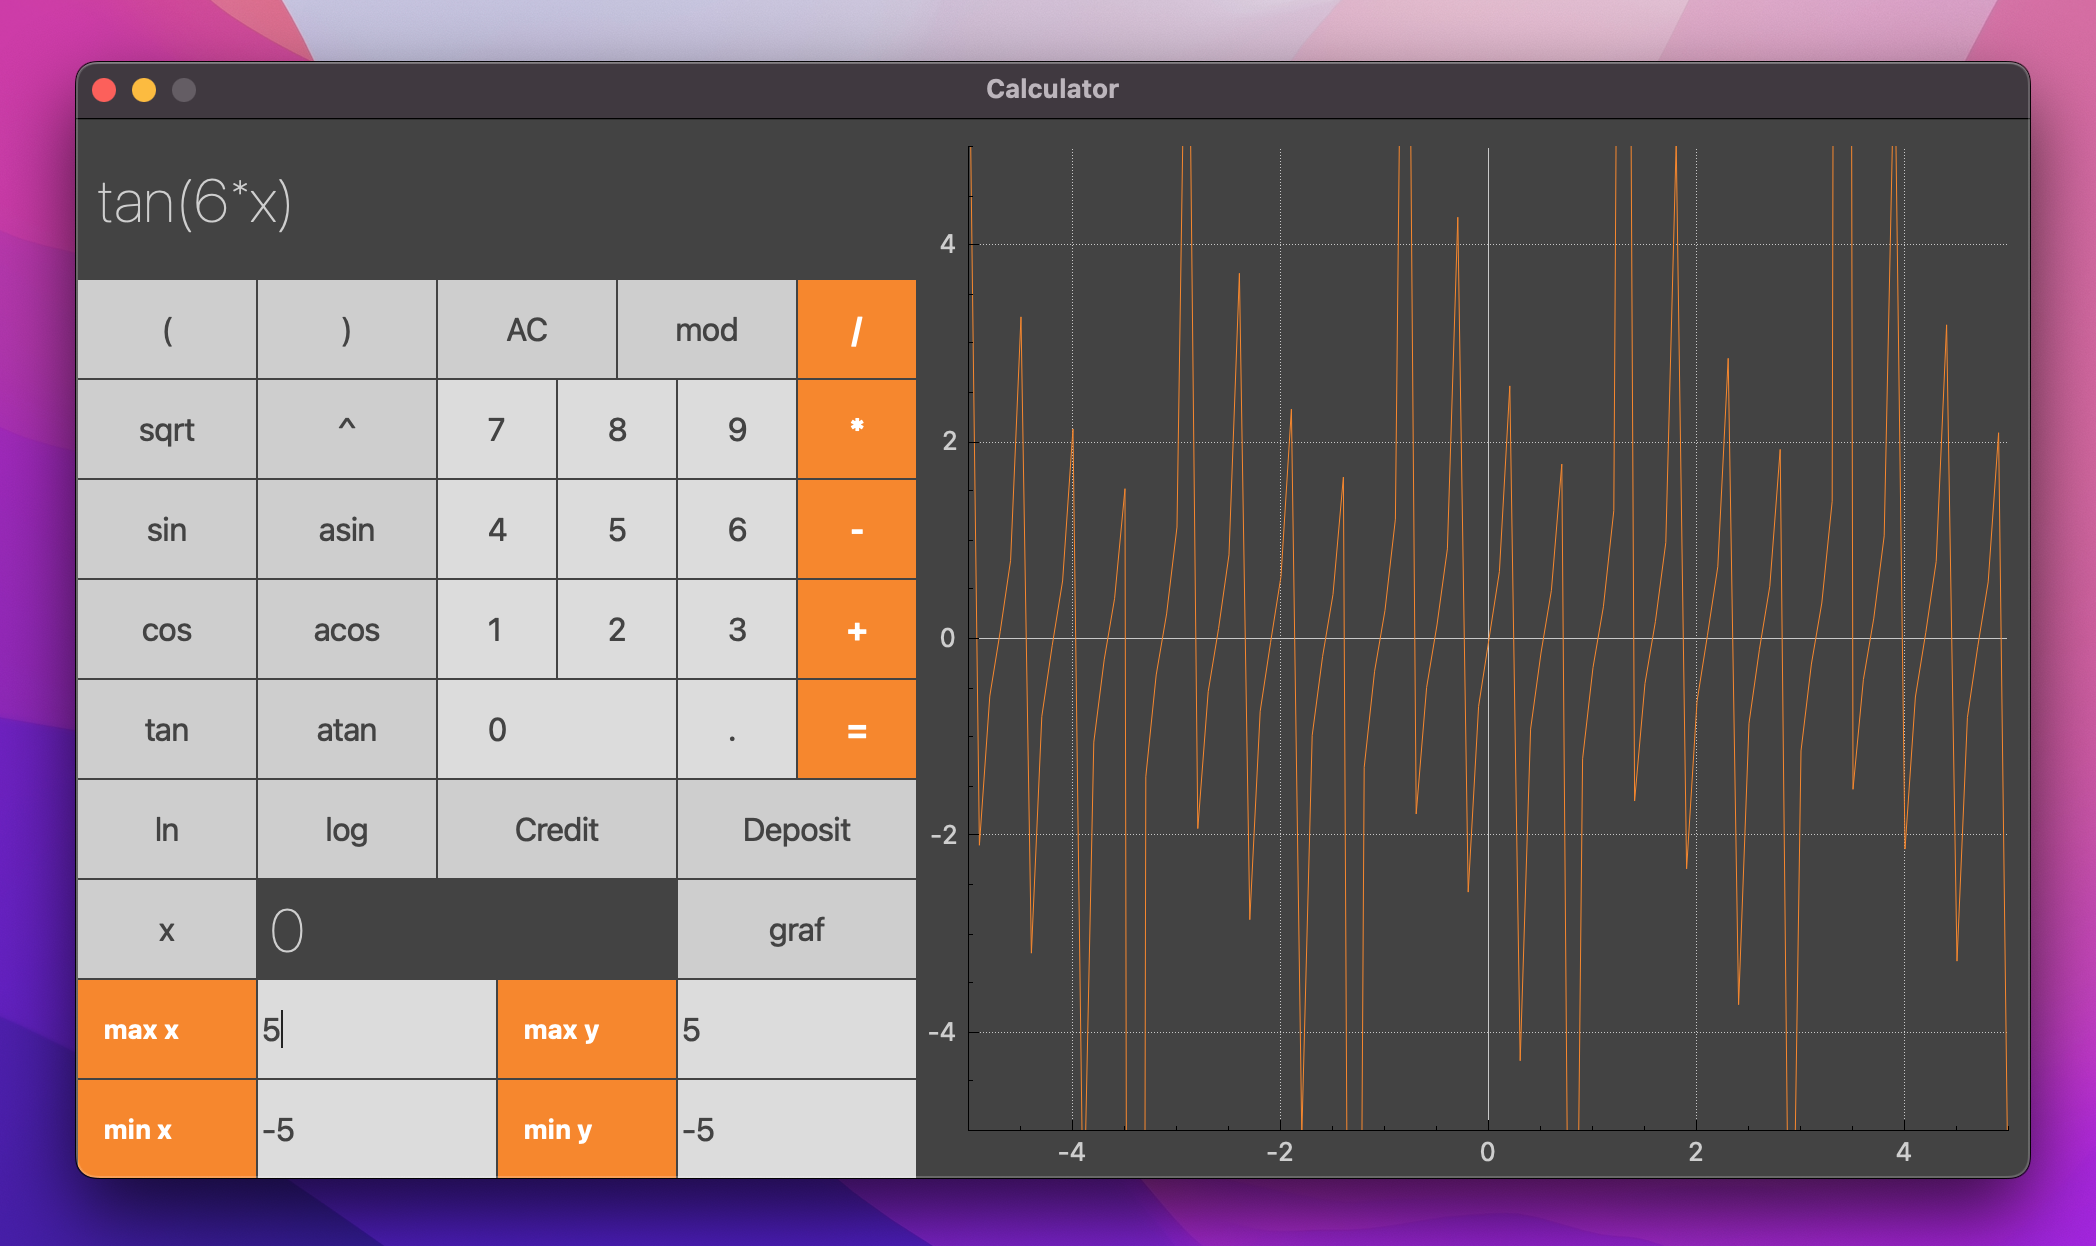 Calculator
tan(6*x)
( ) AC mod /
sqrt ^ 7 8 9 *
sin asin 4 5 6 -
cos acos 1 2 3 +
tan atan 0 . =
ln log Credit Deposit
x 0 graf
max x 5 max y 5
min x -5 min y -5
4
2
0
-2
-4
-4 -2 0 2 4